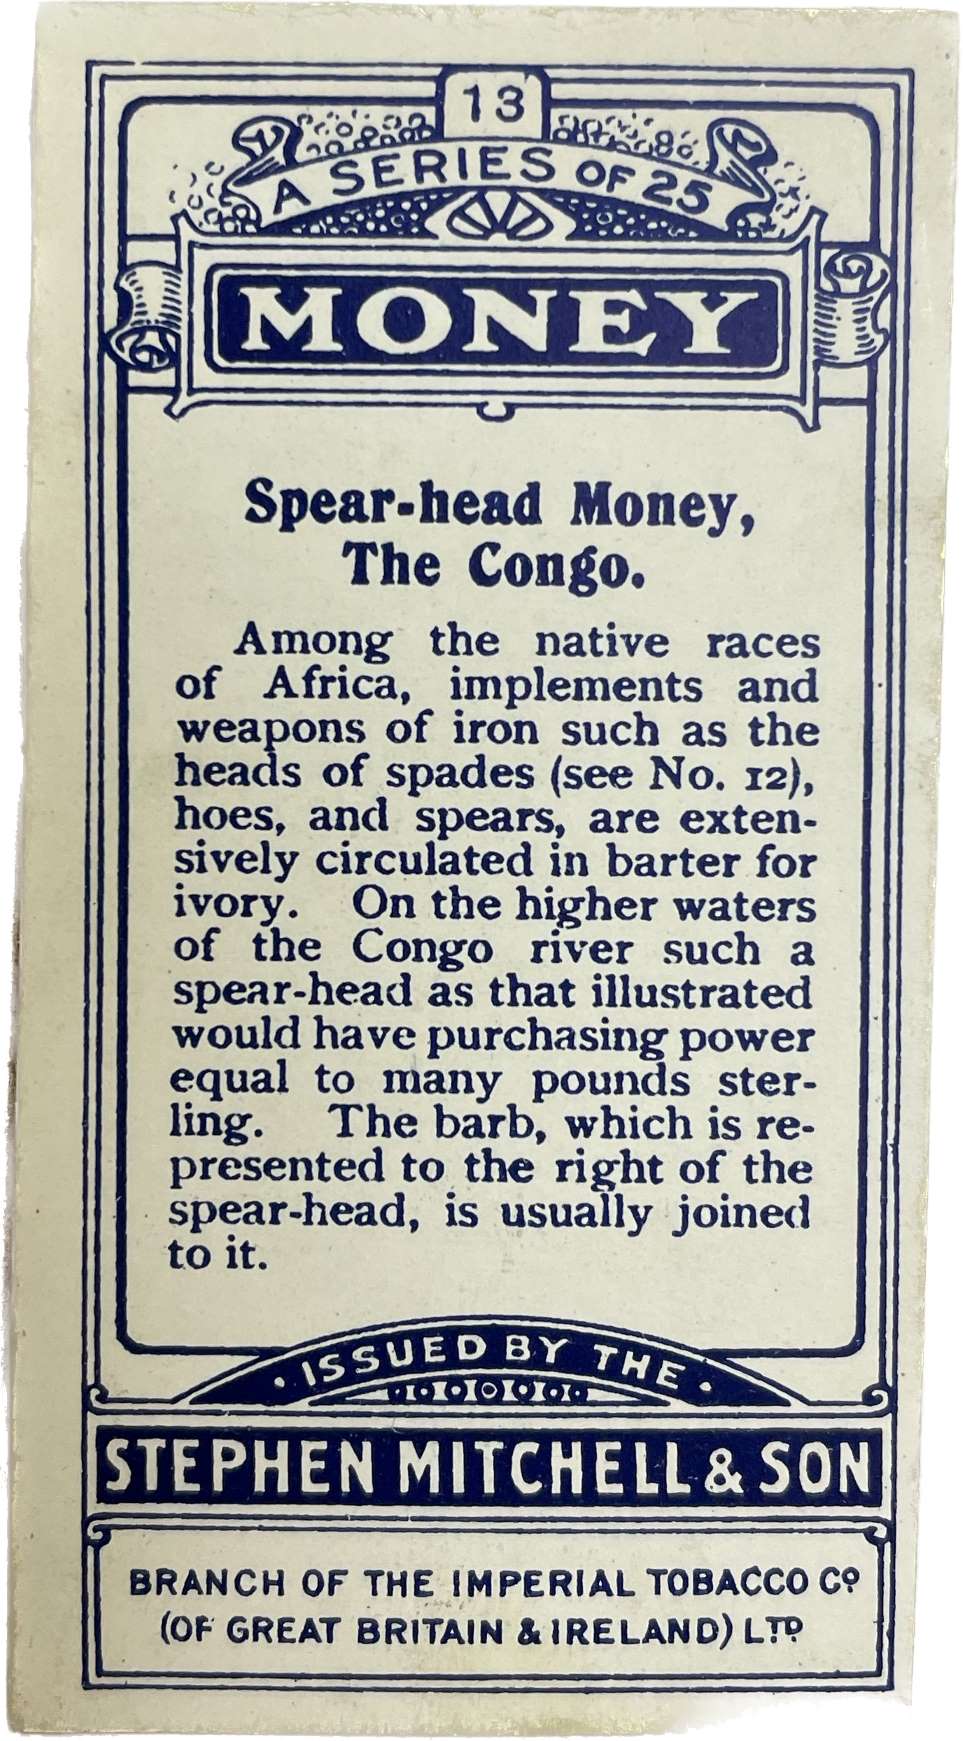 13
A SERIES OF 25
MONEY
Spear-head Money,
The Congo.
Among the native races
of Africa, implements and
weapons of iron such as the
heads of spades (see No. 12),
hoes, and spears, are exten-
sively circulated in barter for
ivory. On the higher waters
of the Congo river such a
spear-head as that illustrated
would have purchasing power
equal to many pounds ster-
ling. The barb, which is re-
presented to the right of the
spear-head, is usually joined
to it.
· ISSUED BY THE ·
STEPHEN MITCHELL & SON
BRANCH OF THE IMPERIAL TOBACCO Cº
(OF GREAT BRITAIN & IRELAND) LTD